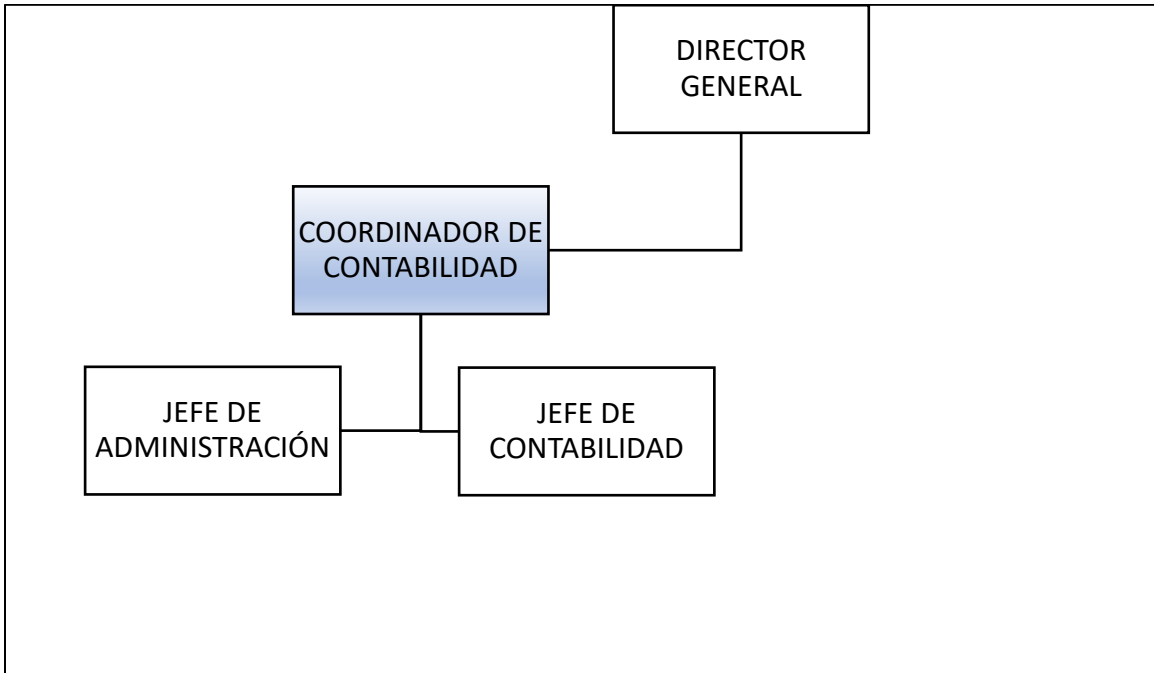 DIRECTOR
GENERAL
COORDINADOR DE
CONTABILIDAD
JEFE DE
ADMINISTRACIÓN
JEFE DE
CONTABILIDAD